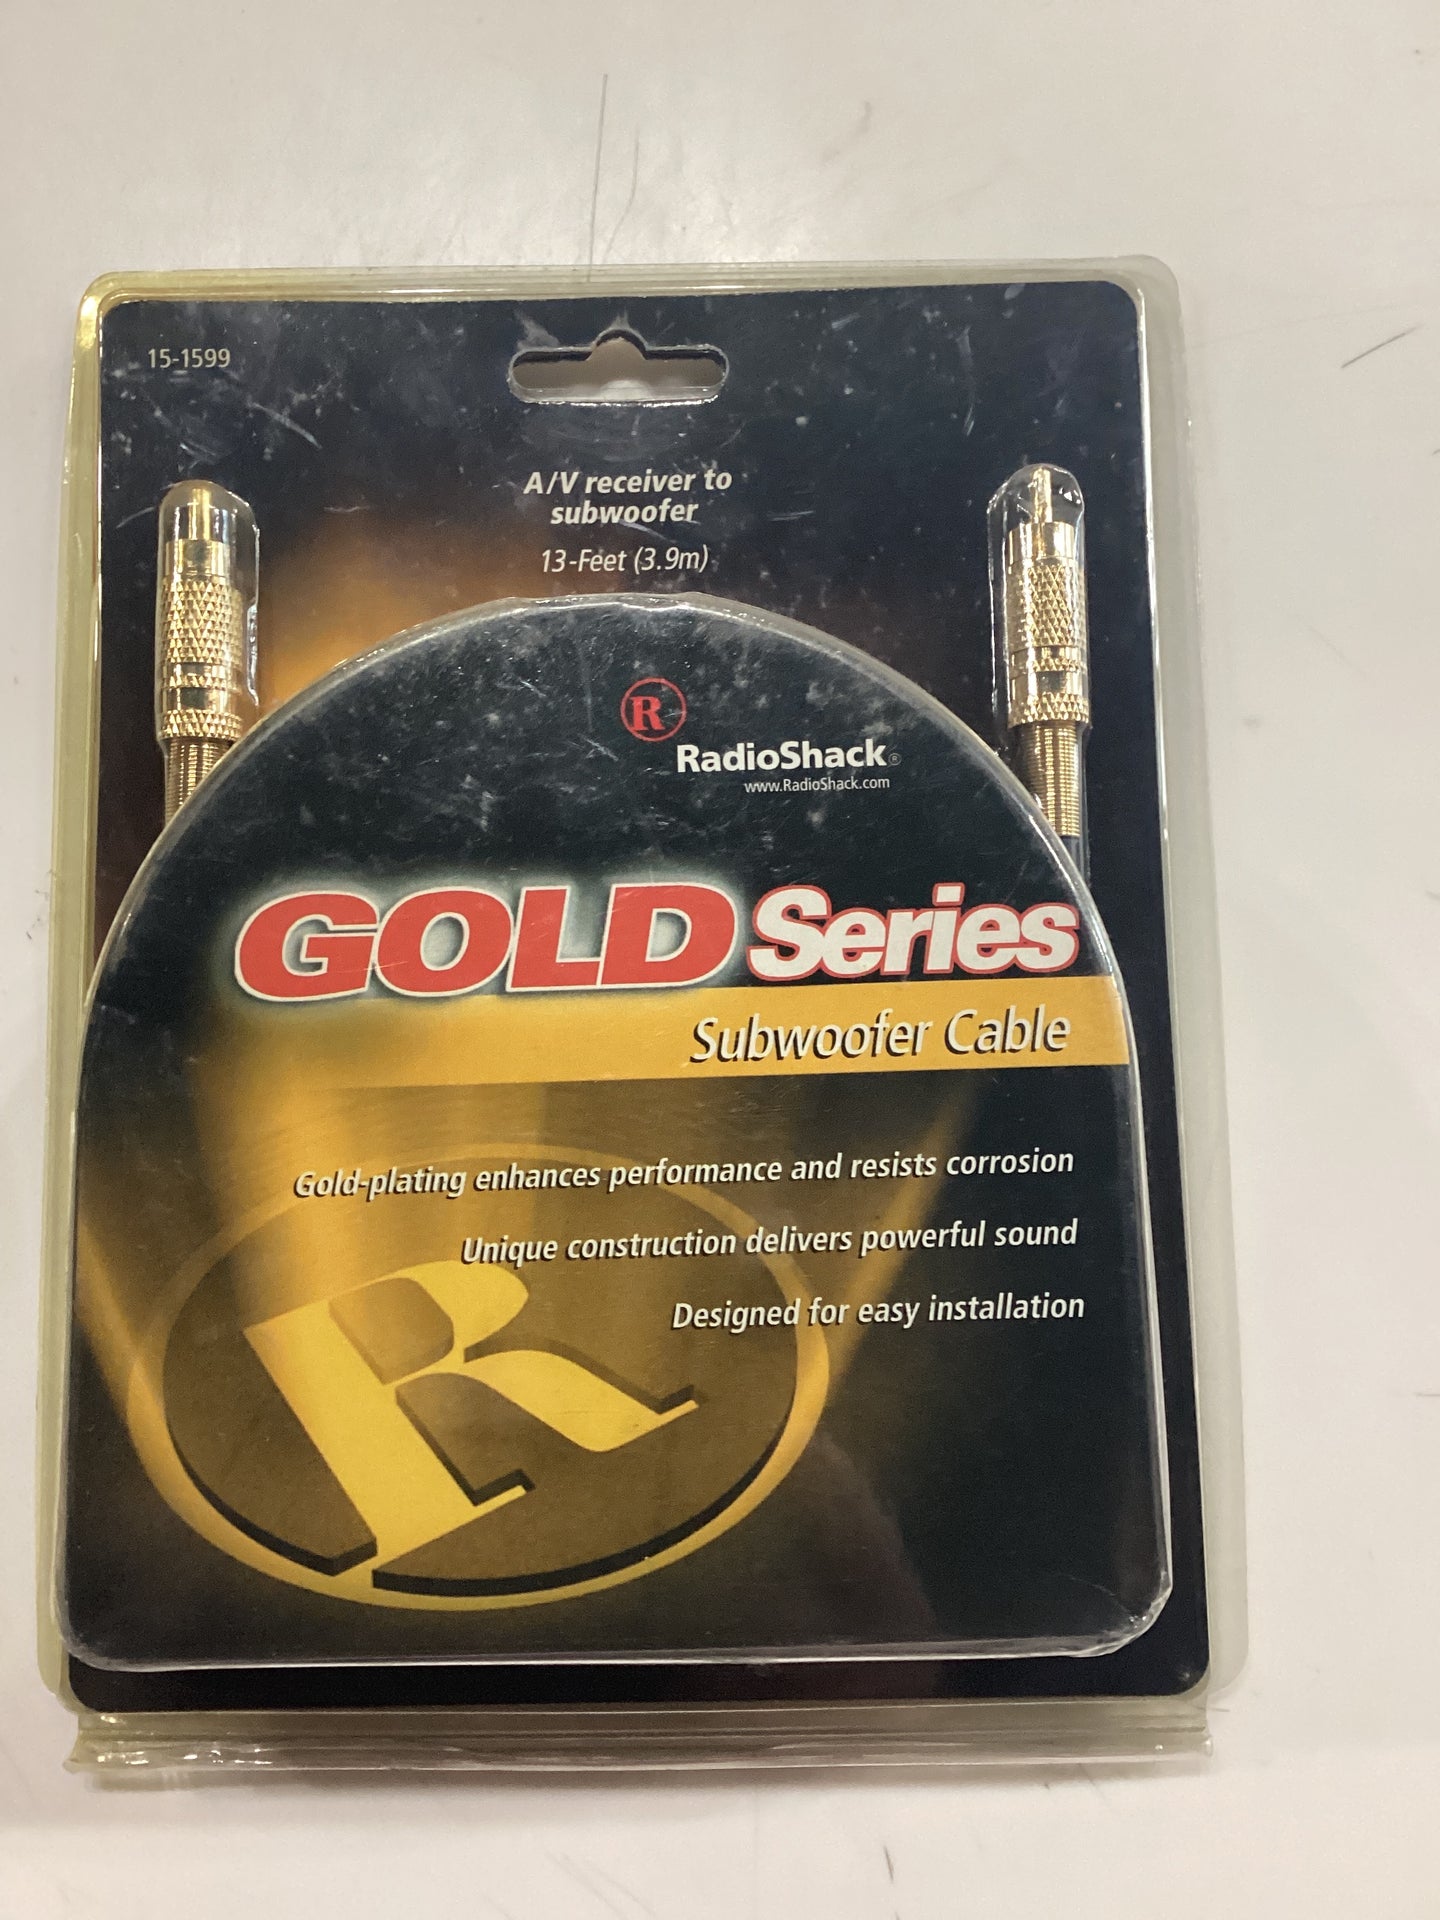 15-1599
A/V receiver to
subwoofer
13-Feet (3.9m)
R
RadioShack®
www.RadioShack.com
GOLD Series
Subwoofer Cable
Gold-plating enhances performance and resists corrosion
Unique construction delivers powerful sound
Designed for easy installation
R